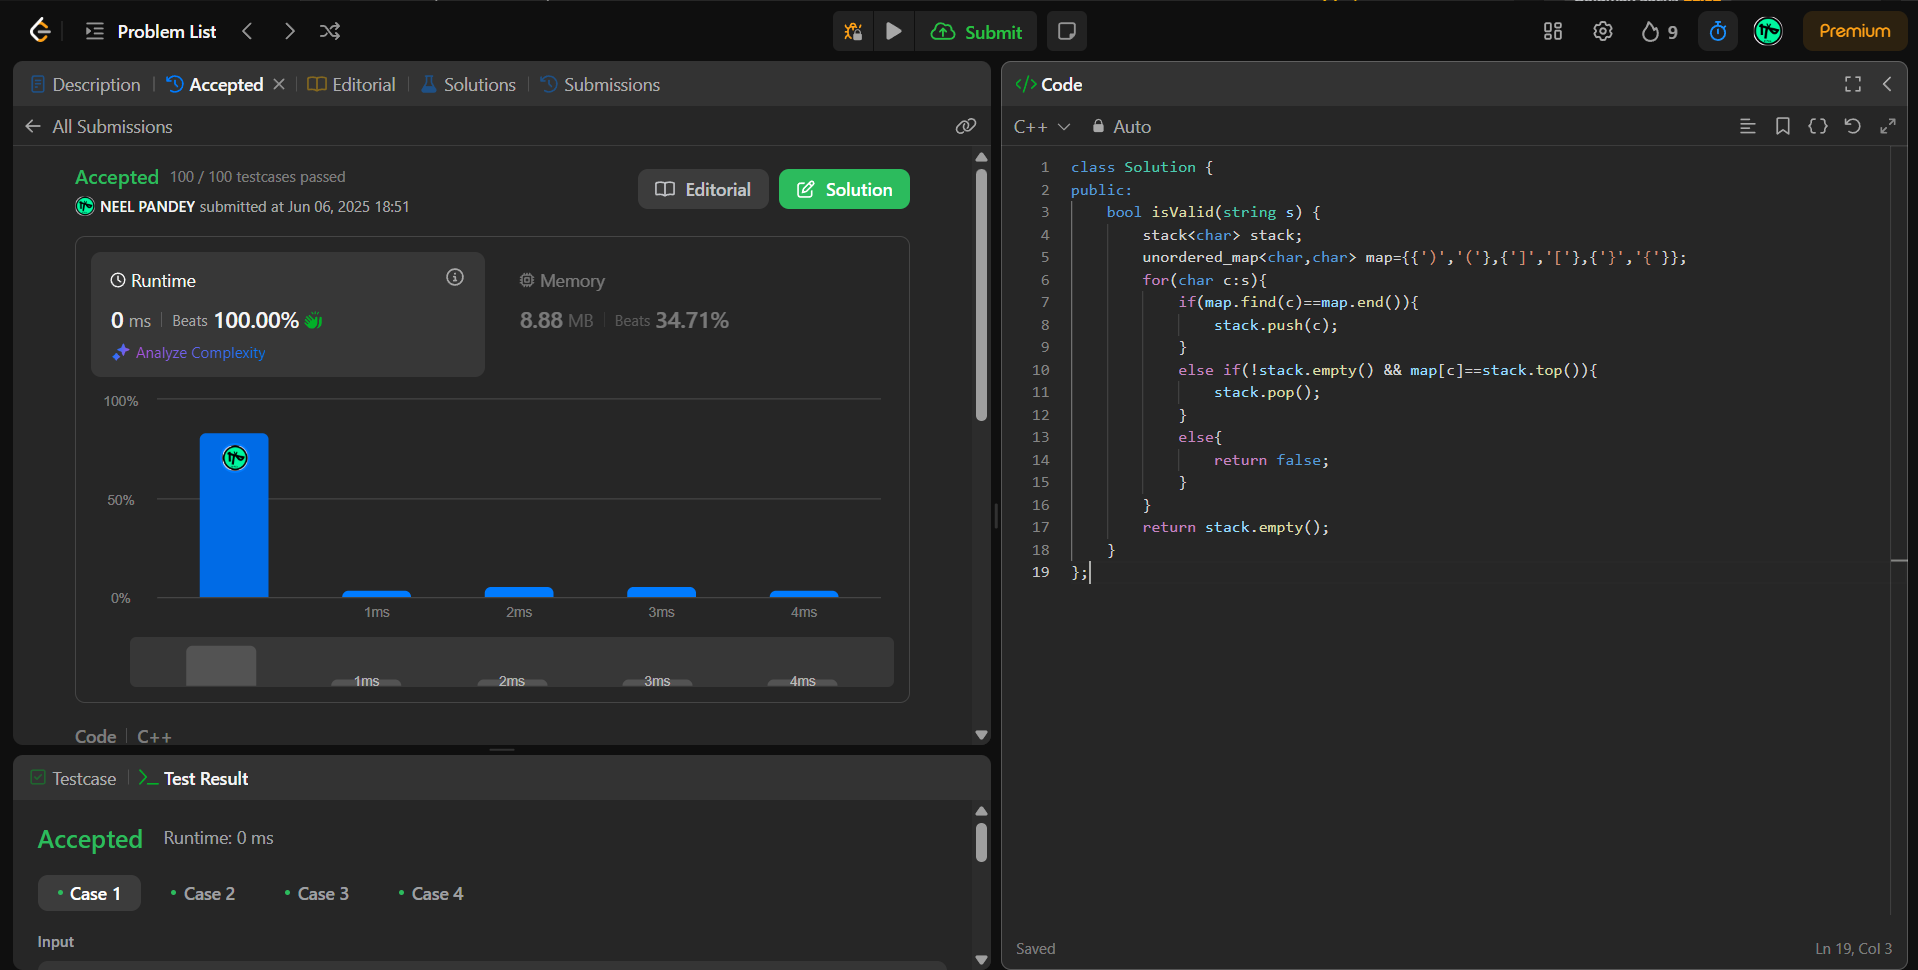 Problem List
Submit
9
Premium
Description
Accepted
Editorial
Solutions
Submissions
All Submissions
Accepted 100 / 100 testcases passed
NEEL PANDEY submitted at Jun 06, 2025 18:51
Editorial
Solution
Runtime
0 ms Beats 100.00%
Analyze Complexity
Memory
8.88 MB Beats 34.71%
100%
50%
0%
1ms 2ms 3ms 4ms
1ms 2ms 3ms 4ms
Code C++
Testcase
>_ Test Result
Accepted Runtime: 0 ms
Case 1 Case 2 Case 3 Case 4
Input
</> Code
C++ Auto
1 class Solution {
2 public:
3 bool isValid(string s) {
4 stack<char> stack;
5 unordered_map<char,char> map={{')','('},{']','['},{'}','{'}};
6 for(char c:s){
7 if(map.find(c)==map.end()){
8 stack.push(c);
9 }
10 else if(!stack.empty() && map[c]==stack.top()){
11 stack.pop();
12 }
13 else{
14 return false;
15 }
16 }
17 return stack.empty();
18 }
19 };
Saved
Ln 19, Col 3